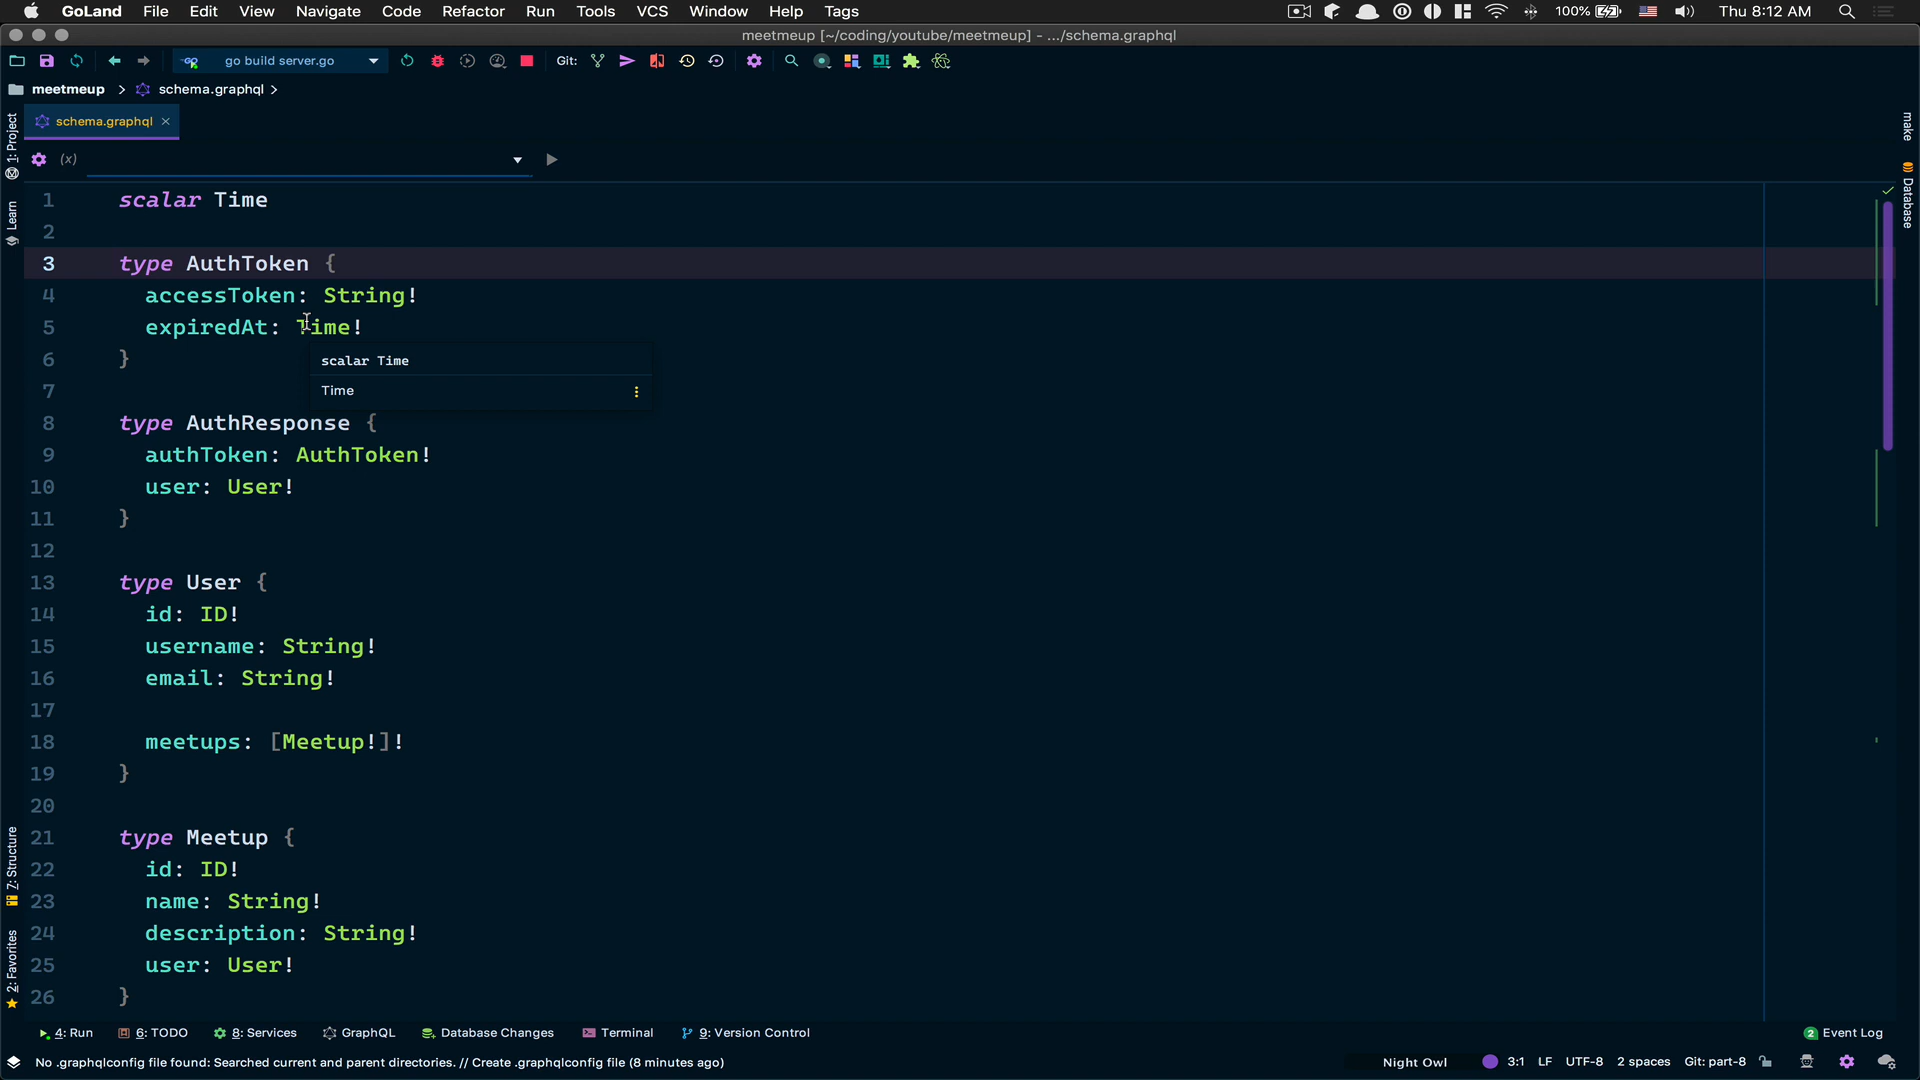 GoLand File Edit View Navigate Code Refactor Run Tools VCS Window Help Tags 100% Thu 8:12 AM
meetmeup [~/coding/youtube/meetmeup] - .../schema.graphql
go build server.go Git:
meetmeup schema.graphql
schema.graphql
(x)
1: Project
Learn
7: Structure
2: Favorites
make
Database
1 scalar Time
2
3 type AuthToken {
4 accessToken: String!
5 expiredAt: Time!
6 }
scalar Time
Time
7
8 type AuthResponse {
9 authToken: AuthToken!
10 user: User!
11 }
12
13 type User {
14 id: ID!
15 username: String!
16 email: String!
17
18 meetups: [Meetup!]!
19 }
20
21 type Meetup {
22 id: ID!
23 name: String!
24 description: String!
25 user: User!
26 }
4: Run 6: TODO 8: Services GraphQL Database Changes Terminal 9: Version Control 2 Event Log
No .graphqlconfig file found: Searched current and parent directories. // Create .graphqlconfig file (8 minutes ago) Night Owl 3:1 LF UTF-8 2 spaces Git: part-8